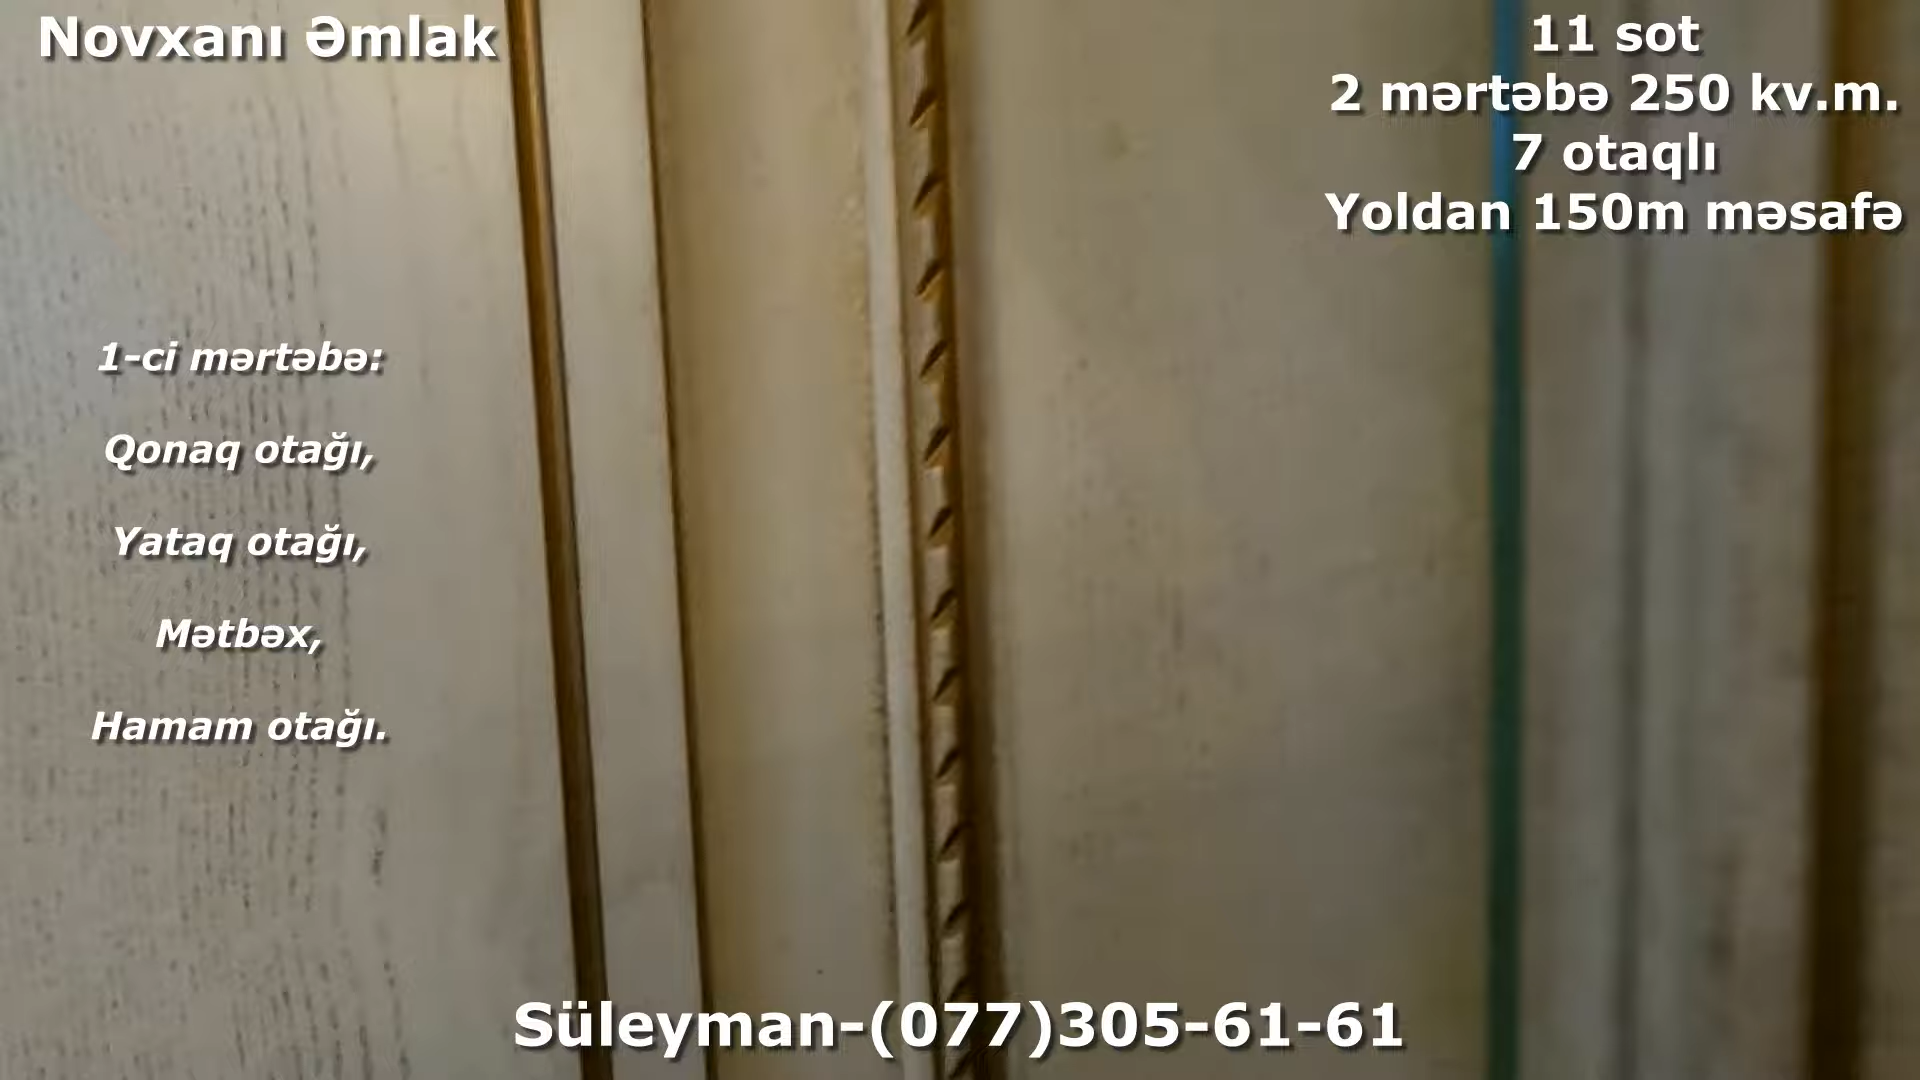 Novxanı Əmlak
11 sot
2 mərtəbə 250 kv.m.
7 otaqlı
Yoldan 150m məsafə
1-ci mərtəbə:
Qonaq otağı,
Yataq otağı,
Mətbəx,
Hamam otağı.
Süleyman-(077)305-61-61